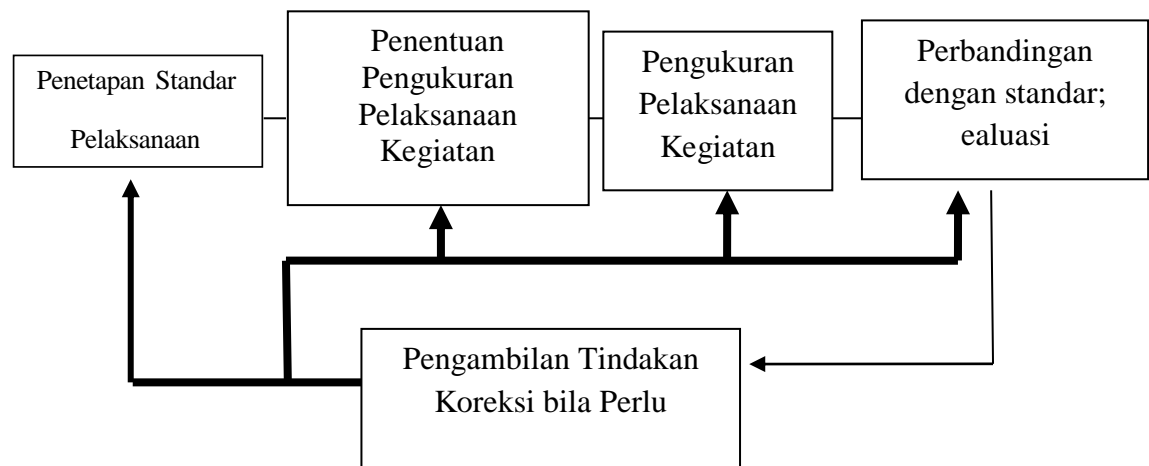 Penetapan Standar
Pelaksanaan
Penentuan
Pengukuran
Pelaksanaan
Kegiatan
Pengukuran
Pelaksanaan
Kegiatan
Perbandingan
dengan standar;
ealuasi
Pengambilan Tindakan
Koreksi bila Perlu